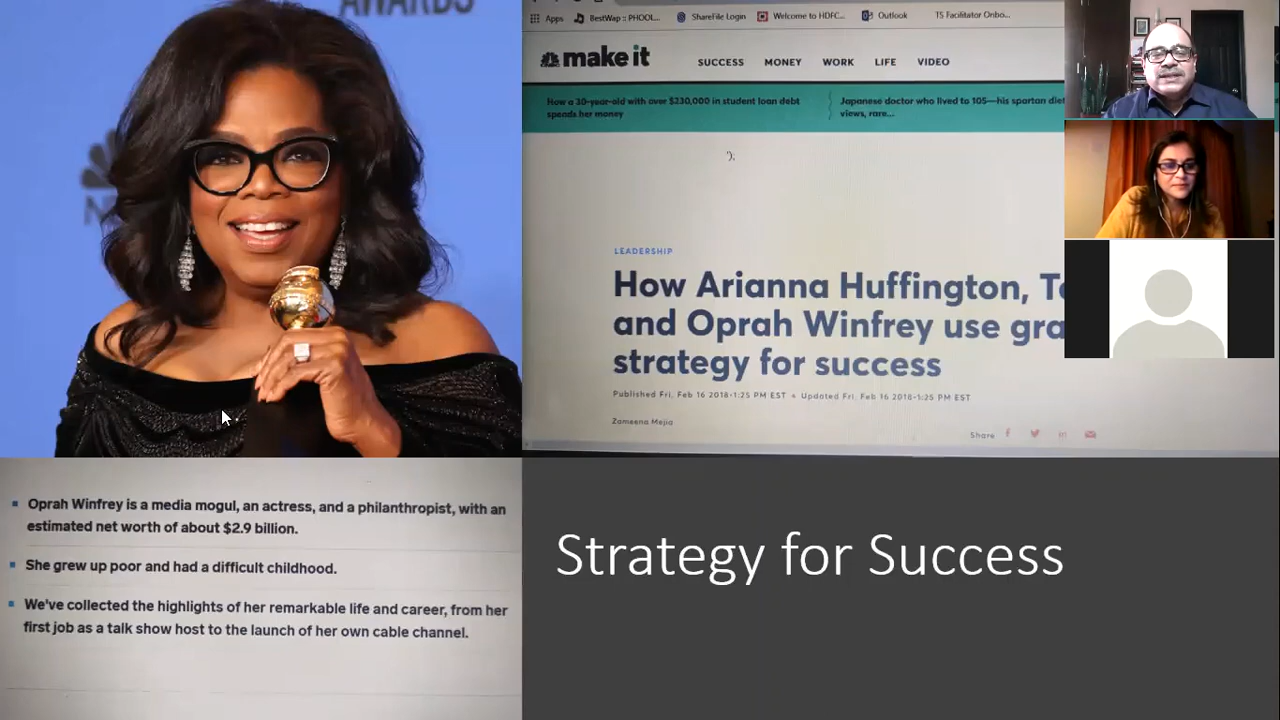 AWARDS
Apps
BestWap :: PHOOL...
ShareFile Login
Welcome to HDFC...
Outlook
TS Facilitator Onbo...
make it
SUCCESS
MONEY
WORK
LIFE
VIDEO
How a 30-year-old with over $230,000 in student loan debt
spends her money
Japanese doctor who lived to 105—his spartan diet
views, rare...
LEADERSHIP
How Arianna Huffington,
and Oprah Winfrey use
strategy for success
Published Fri, Feb 16 2018 • 1:25 PM EST • Updated Fri, Feb 16 2018 • 1:25 PM EST
Zameena Mejia
Share
Oprah Winfrey is a media mogul, an actress, and a philanthropist, with an
estimated net worth of about $2.9 billion.
She grew up poor and had a difficult childhood.
We've collected the highlights of her remarkable life and career, from her
first job as a talk show host to the launch of her own cable channel.
Strategy for Success